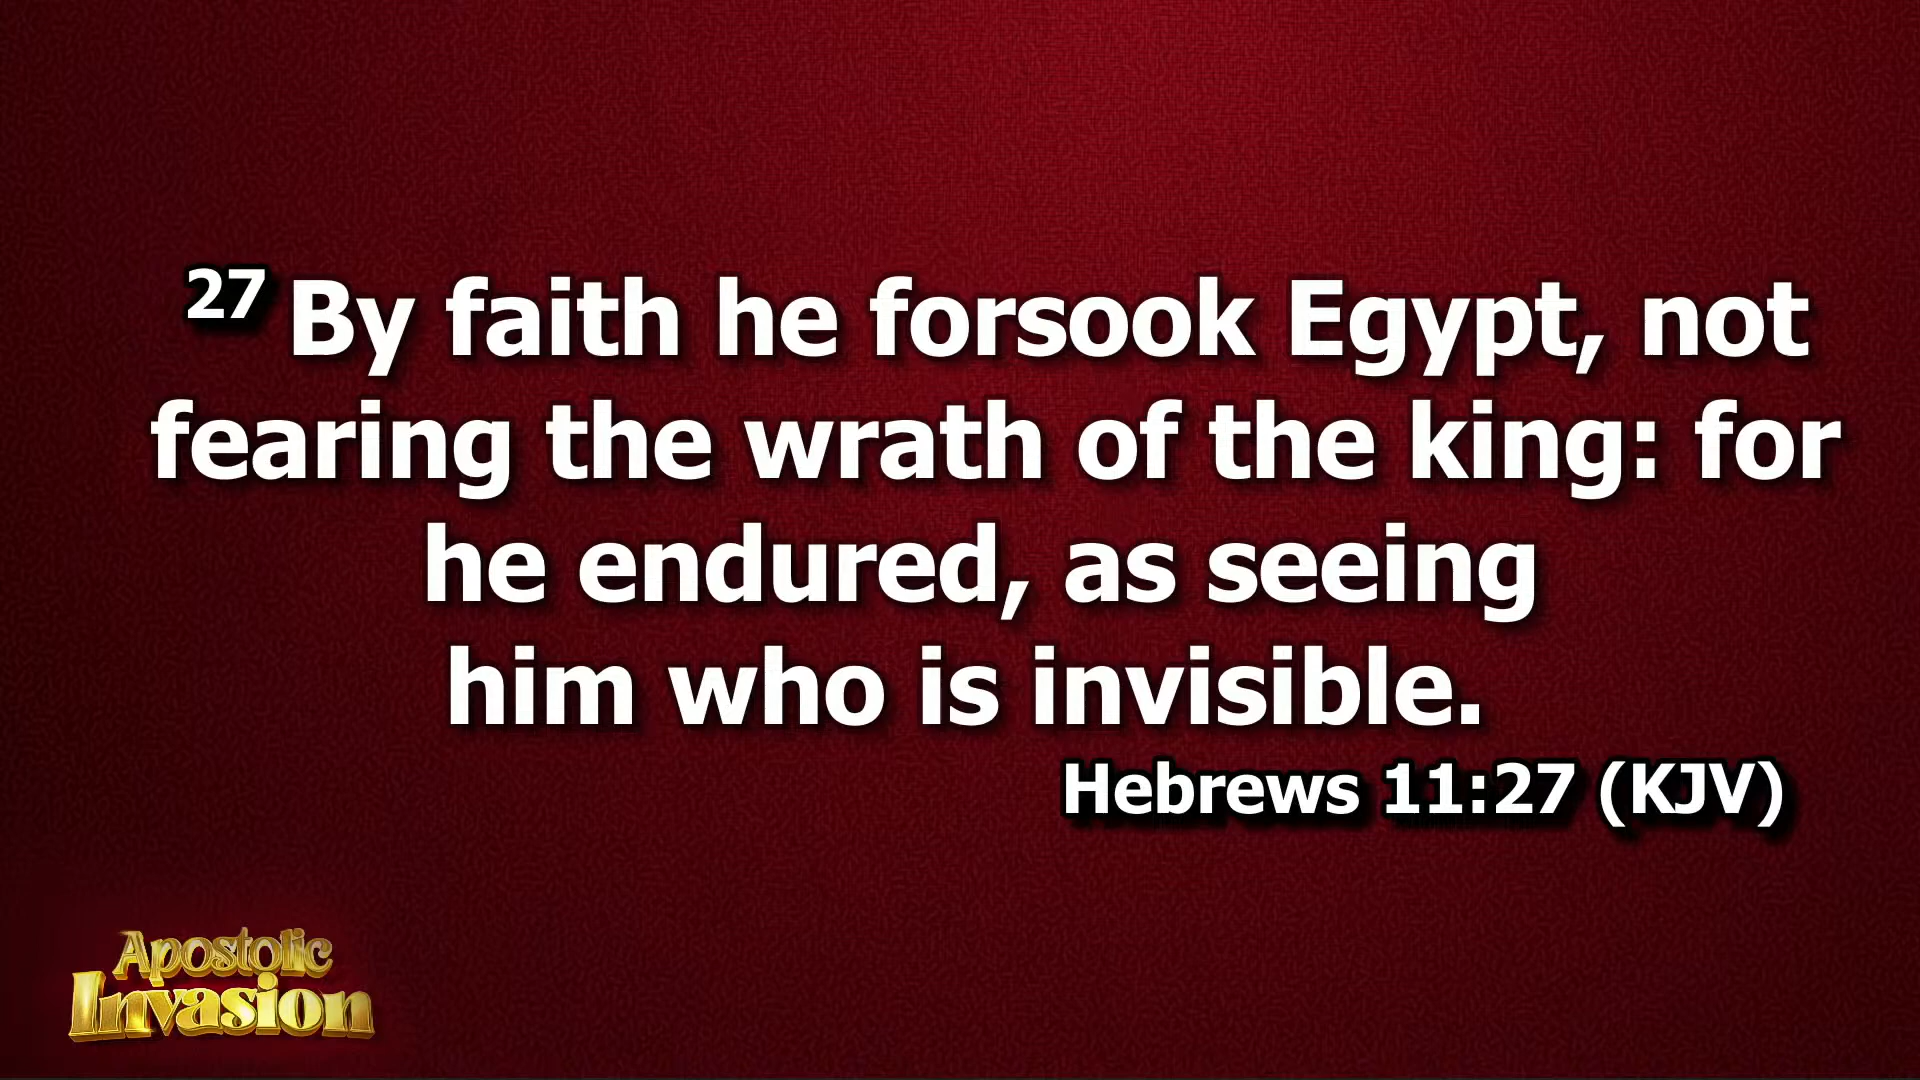 27 By faith he forsook Egypt, not
fearing the wrath of the king: for
he endured, as seeing
him who is invisible.
Hebrews 11:27 (KJV)
Apostolic
Invasion